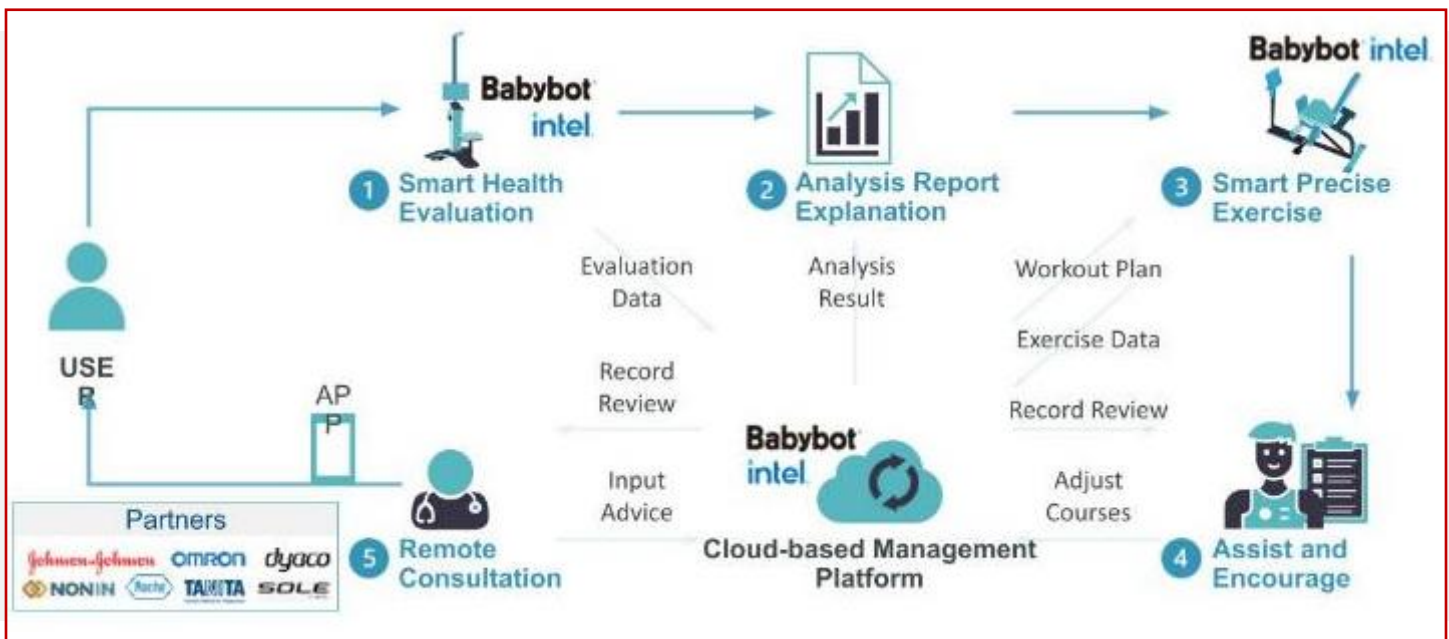 Babybot
intel
1 Smart Health
Evaluation
2 Analysis Report
Explanation
Babybot intel
3 Smart Precise
Exercise
Evaluation
Data
Analysis
Result
Workout Plan
Exercise Data
USE
R
AP
P
Record
Review
Record Review
Babybot
intel
Input
Advice
Adjust
Courses
Partners
Johnson & Johnson OMRON dyaco
NONIN Roche TANITA SOLE
5 Remote
Consultation
Cloud-based Management
Platform
4 Assist and
Encourage